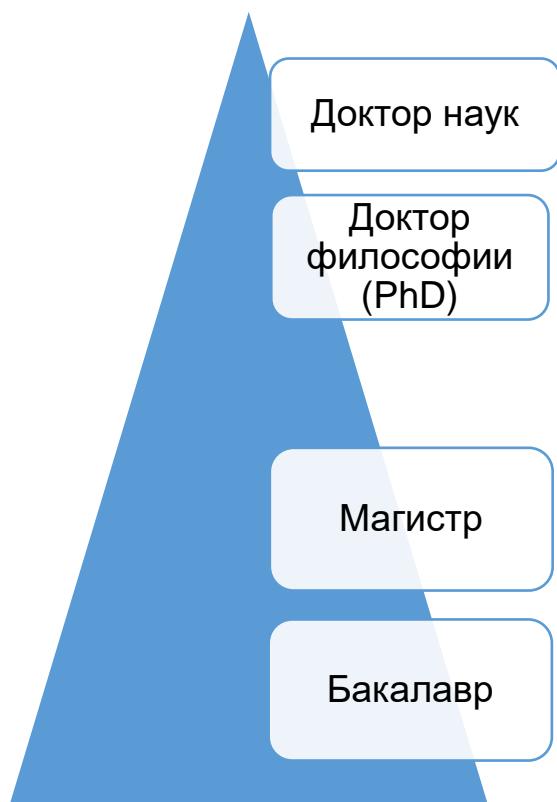 Доктор наук
Доктор
философии
(PhD)
Магистр
Бакалавр